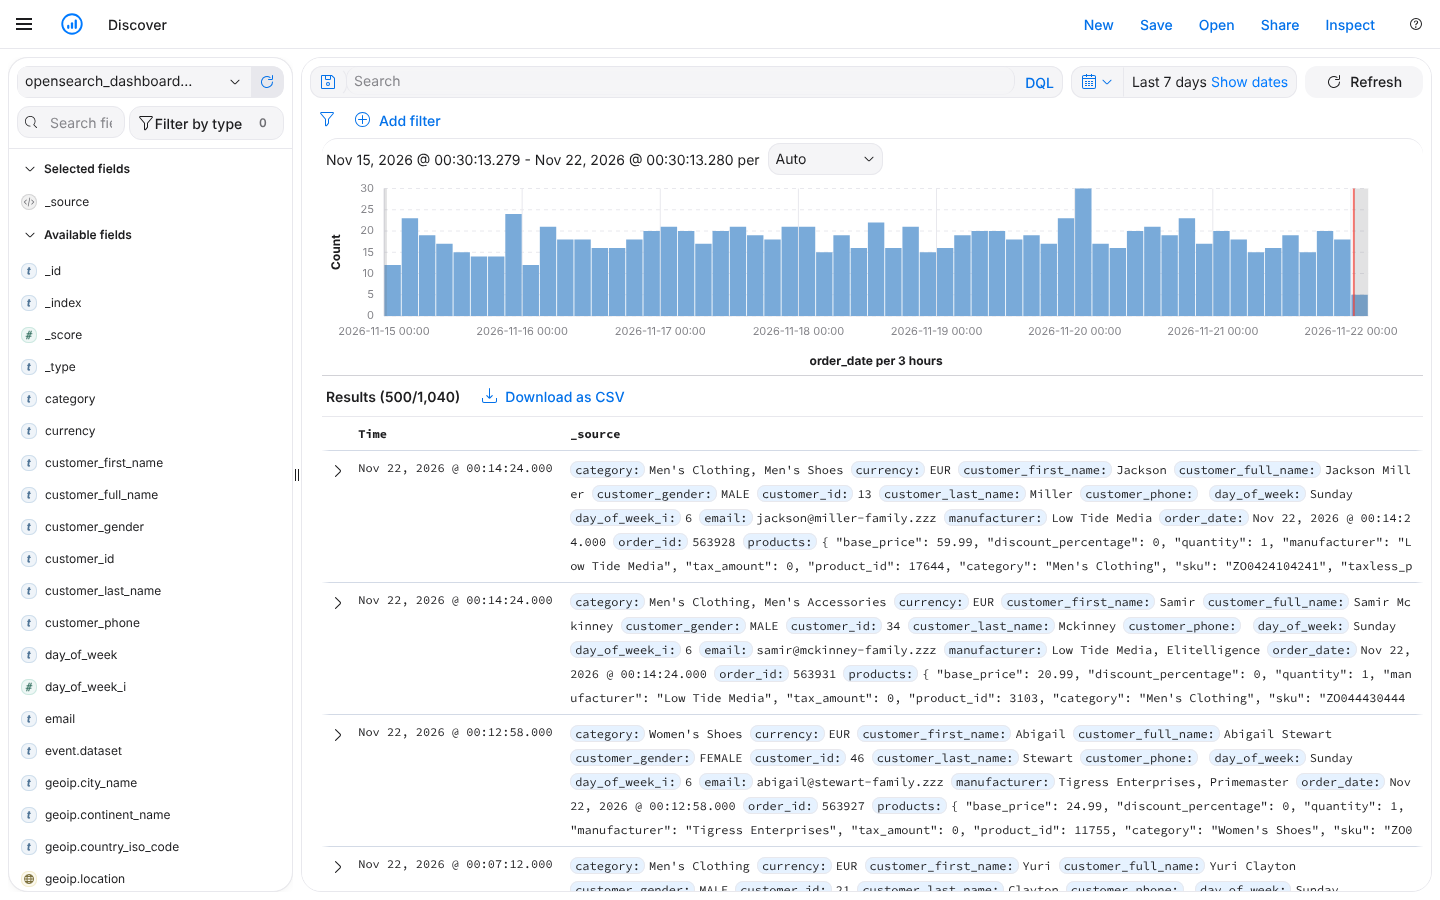 Discover
New Save Open Share Inspect
opensearch_dashboard...
Filter by type 0
Selected fields
_source
Available fields
t _id
t _index
# _score
t _type
t category
t currency
t customer_first_name
t customer_full_name
t customer_gender
t customer_id
t customer_last_name
t customer_phone
t day_of_week
# day_of_week_i
t email
t event.dataset
t geoip.city_name
t geoip.continent_name
t geoip.country_iso_code
geoip.location
Search
DQL
Last 7 days Show dates
Refresh
Add filter
Nov 15, 2026 @ 00:30:13.279 - Nov 22, 2026 @ 00:30:13.280 per Auto
Count
30
25
20
15
10
5
0
2026-11-15 00:00 2026-11-16 00:00 2026-11-17 00:00 2026-11-18 00:00 2026-11-19 00:00 2026-11-20 00:00 2026-11-21 00:00 2026-11-22 00:00
order_date per 3 hours
Results (500/1,040) Download as CSV
Time _source
Nov 22, 2026 @ 00:14:24.000 category: Men's Clothing, Men's Shoes currency: EUR customer_first_name: Jackson customer_full_name: Jackson Mill
er customer_gender: MALE customer_id: 13 customer_last_name: Miller customer_phone: day_of_week: Sunday
day_of_week_i: 6 email: jackson@miller-family.zzz manufacturer: Low Tide Media order_date: Nov 22, 2026 @ 00:14:2
4.000 order_id: 563928 products: { "base_price": 59.99, "discount_percentage": 0, "quantity": 1, "manufacturer": "L
ow Tide Media", "tax_amount": 0, "product_id": 17644, "category": "Men's Clothing", "sku": "ZO0424104241", "taxless_p
Nov 22, 2026 @ 00:14:24.000 category: Men's Clothing, Men's Accessories currency: EUR customer_first_name: Samir customer_full_name: Samir Mc
kinney customer_gender: MALE customer_id: 34 customer_last_name: Mckinney customer_phone: day_of_week: Sunday
day_of_week_i: 6 email: samir@mckinney-family.zzz manufacturer: Low Tide Media, Elitelligence order_date: Nov 22,
2026 @ 00:14:24.000 order_id: 563931 products: { "base_price": 20.99, "discount_percentage": 0, "quantity": 1, "man
ufacturer": "Low Tide Media", "tax_amount": 0, "product_id": 3103, "category": "Men's Clothing", "sku": "ZO044430444
Nov 22, 2026 @ 00:12:58.000 category: Women's Shoes currency: EUR customer_first_name: Abigail customer_full_name: Abigail Stewart
customer_gender: FEMALE customer_id: 46 customer_last_name: Stewart customer_phone: day_of_week: Sunday
day_of_week_i: 6 email: abigail@stewart-family.zzz manufacturer: Tigress Enterprises, Primemaster order_date: Nov
22, 2026 @ 00:12:58.000 order_id: 563927 products: { "base_price": 24.99, "discount_percentage": 0, "quantity": 1,
"manufacturer": "Tigress Enterprises", "tax_amount": 0, "product_id": 11755, "category": "Women's Shoes", "sku": "ZO0
Nov 22, 2026 @ 00:07:12.000 category: Men's Clothing currency: EUR customer_first_name: Yuri customer_full_name: Yuri Clayton
customer_gender: MALE customer_id: 21 customer_last_name: Clayton customer_phone: day_of_week: Sunday